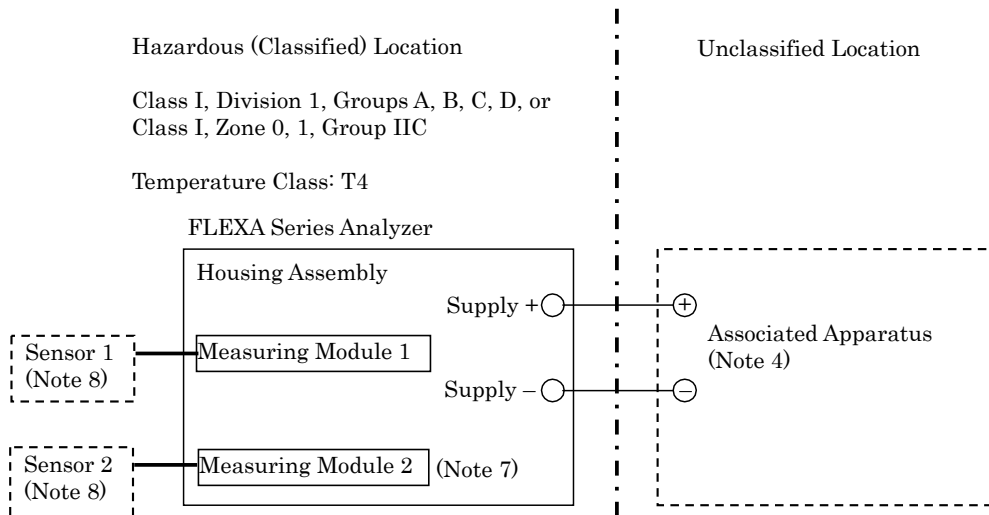 Hazardous (Classified) Location
Unclassified Location
Class I, Division 1, Groups A, B, C, D, or
Class I, Zone 0, 1, Group IIC
Temperature Class: T4
FLEXA Series Analyzer
Housing Assembly
Supply +
+
Associated Apparatus
(Note 4)
Sensor 1
(Note 8)
Measuring Module 1
Supply –
–
Sensor 2
(Note 8)
Measuring Module 2
(Note 7)